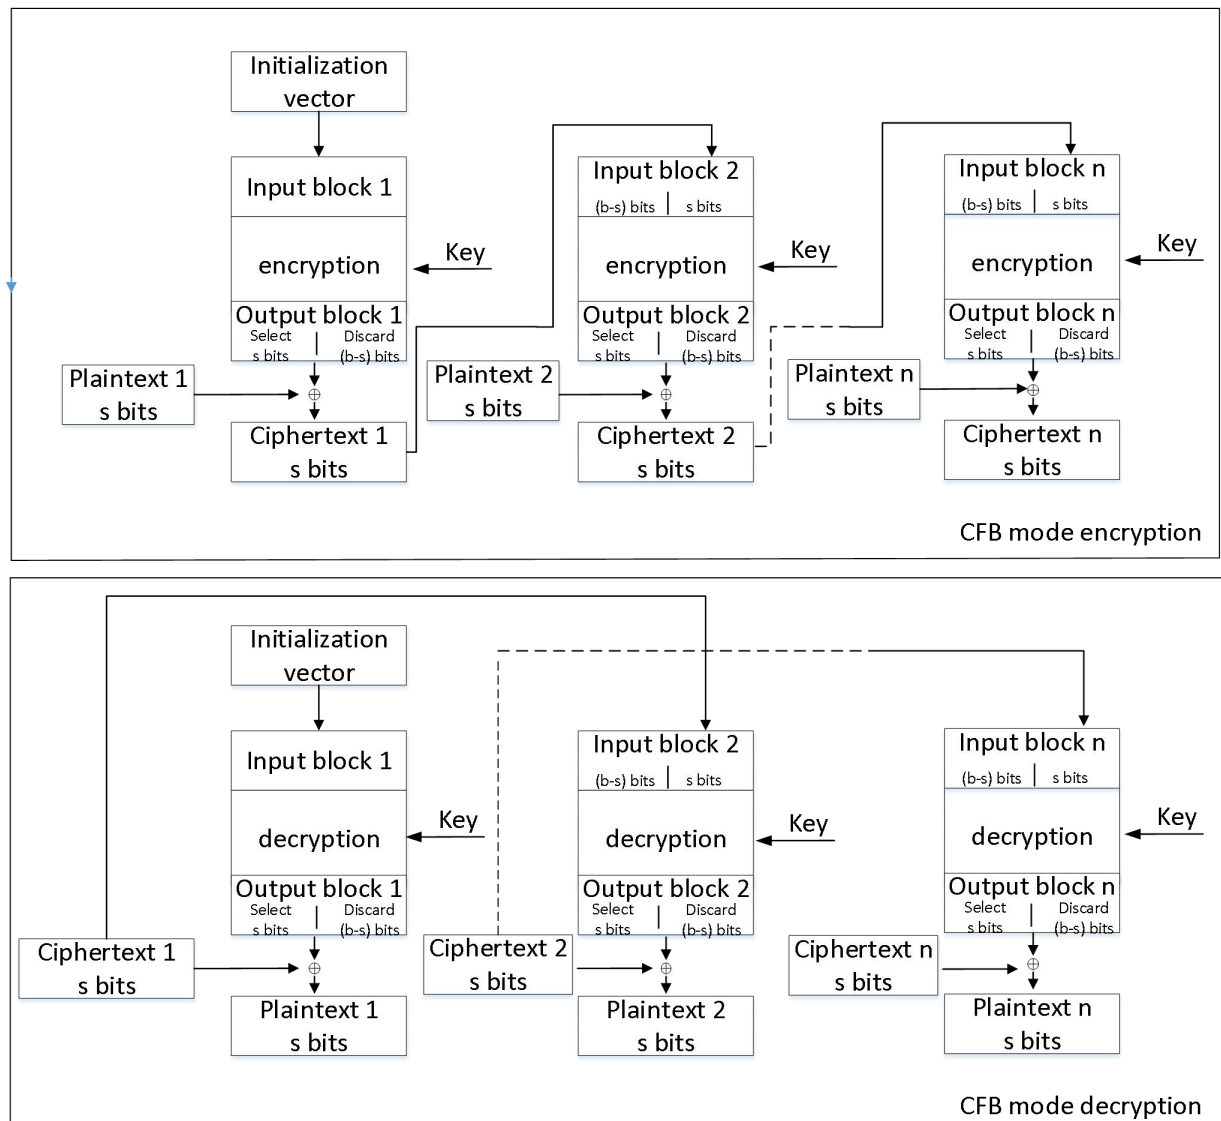 Initialization
vector
Input block 1
encryption
Key
Output block 1
Select
s bits
Discard
(b-s) bits
Plaintext 1
s bits
Ciphertext 1
s bits
Input block 2
(b-s) bits
s bits
encryption
Key
Output block 2
Select
s bits
Discard
(b-s) bits
Plaintext 2
s bits
Ciphertext 2
s bits
Input block n
(b-s) bits
s bits
encryption
Key
Output block n
Select
s bits
Discard
(b-s) bits
Plaintext n
s bits
Ciphertext n
s bits
CFB mode encryption
Initialization
vector
Input block 1
decryption
Key
Output block 1
Select
s bits
Discard
(b-s) bits
Ciphertext 1
s bits
Plaintext 1
s bits
Input block 2
(b-s) bits
s bits
decryption
Key
Output block 2
Select
s bits
Discard
(b-s) bits
Ciphertext 2
s bits
Plaintext 2
s bits
Input block n
(b-s) bits
s bits
decryption
Key
Output block n
Select
s bits
Discard
(b-s) bits
Ciphertext n
s bits
Plaintext n
s bits
CFB mode decryption